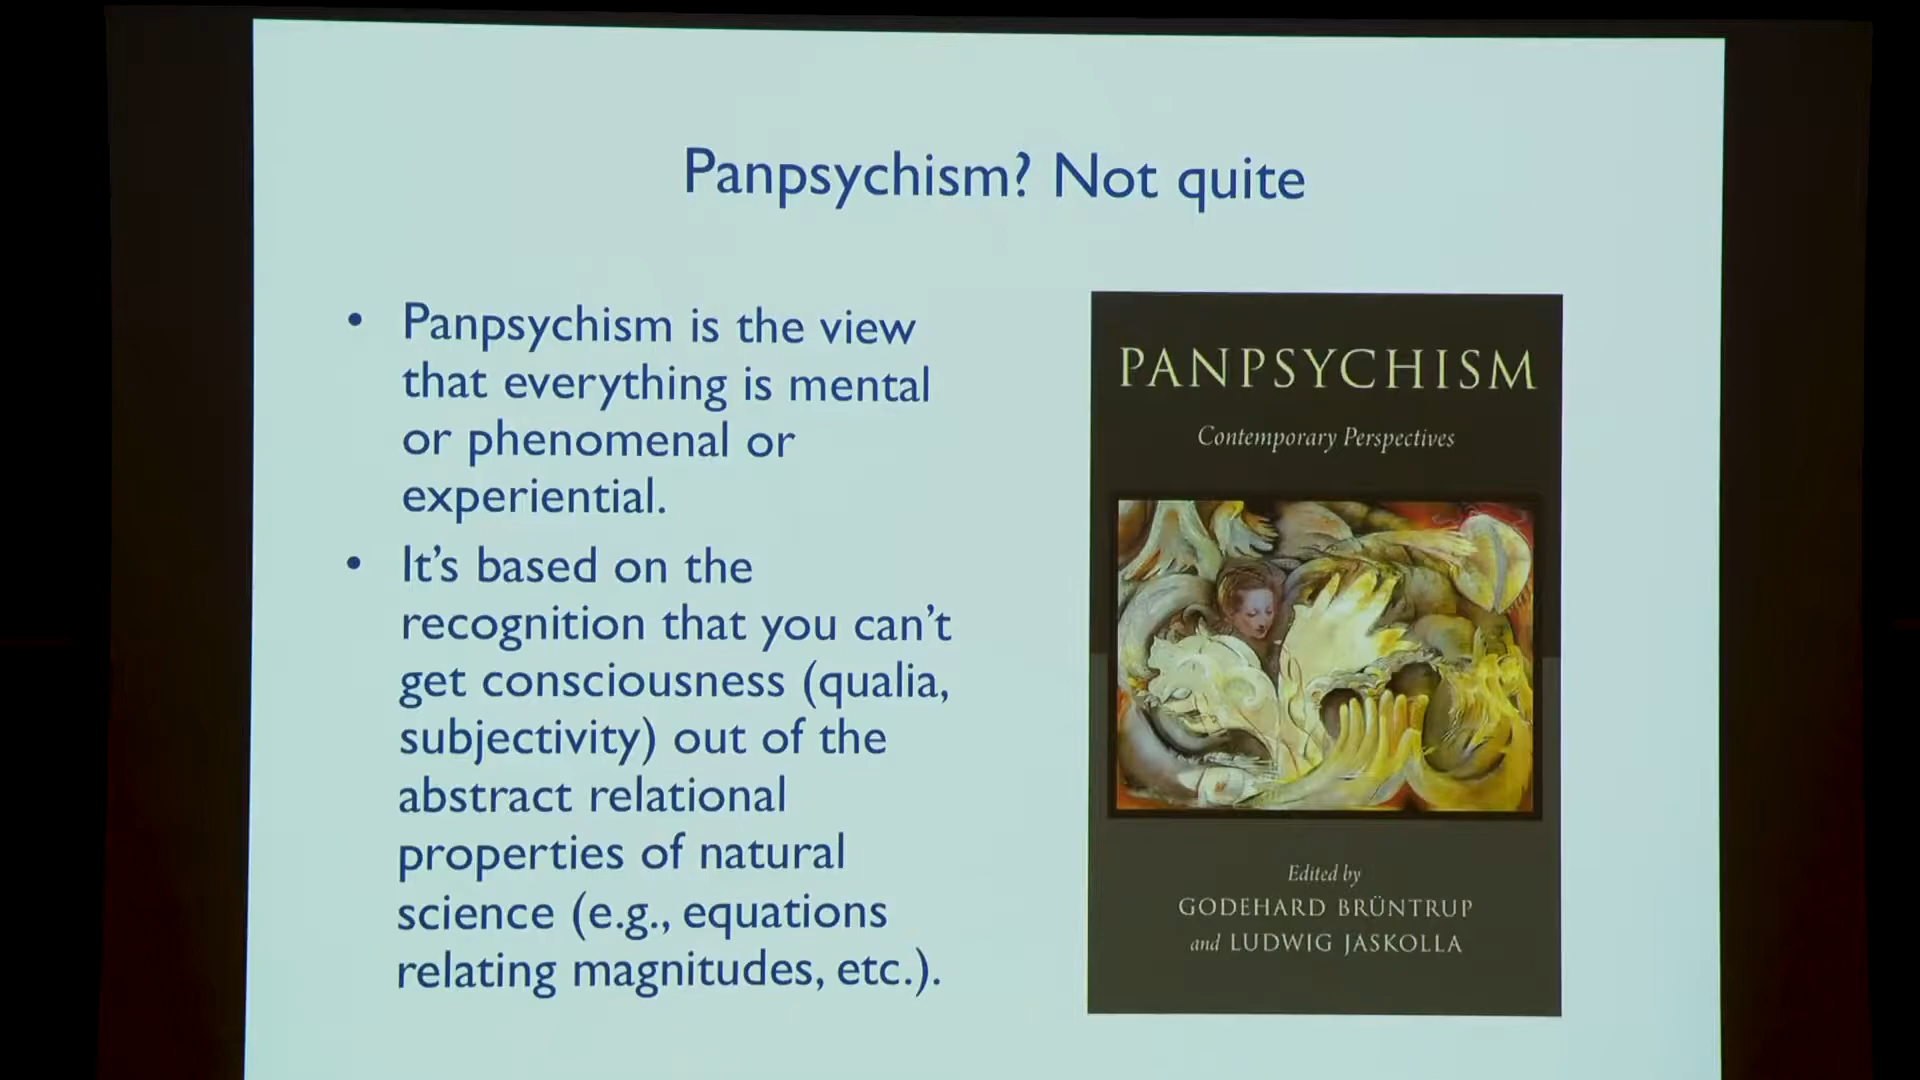 Panpsychism? Not quite
• Panpsychism is the view
that everything is mental
or phenomenal or
experiential.
• It's based on the
recognition that you can't
get consciousness (qualia,
subjectivity) out of the
abstract relational
properties of natural
science (e.g., equations
relating magnitudes, etc.).
PANPSYCHISM
Contemporary Perspectives
Edited by
GODEHARD BRÜNTRUP
and LUDWIG JASKOLLA